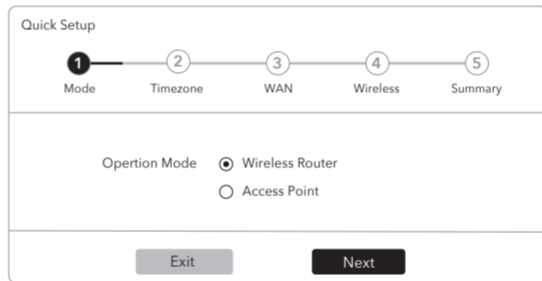 Quick Setup
1 2 3 4 5
Mode Timezone WAN Wireless Summary
Opertion Mode Wireless Router
Access Point
Exit Next